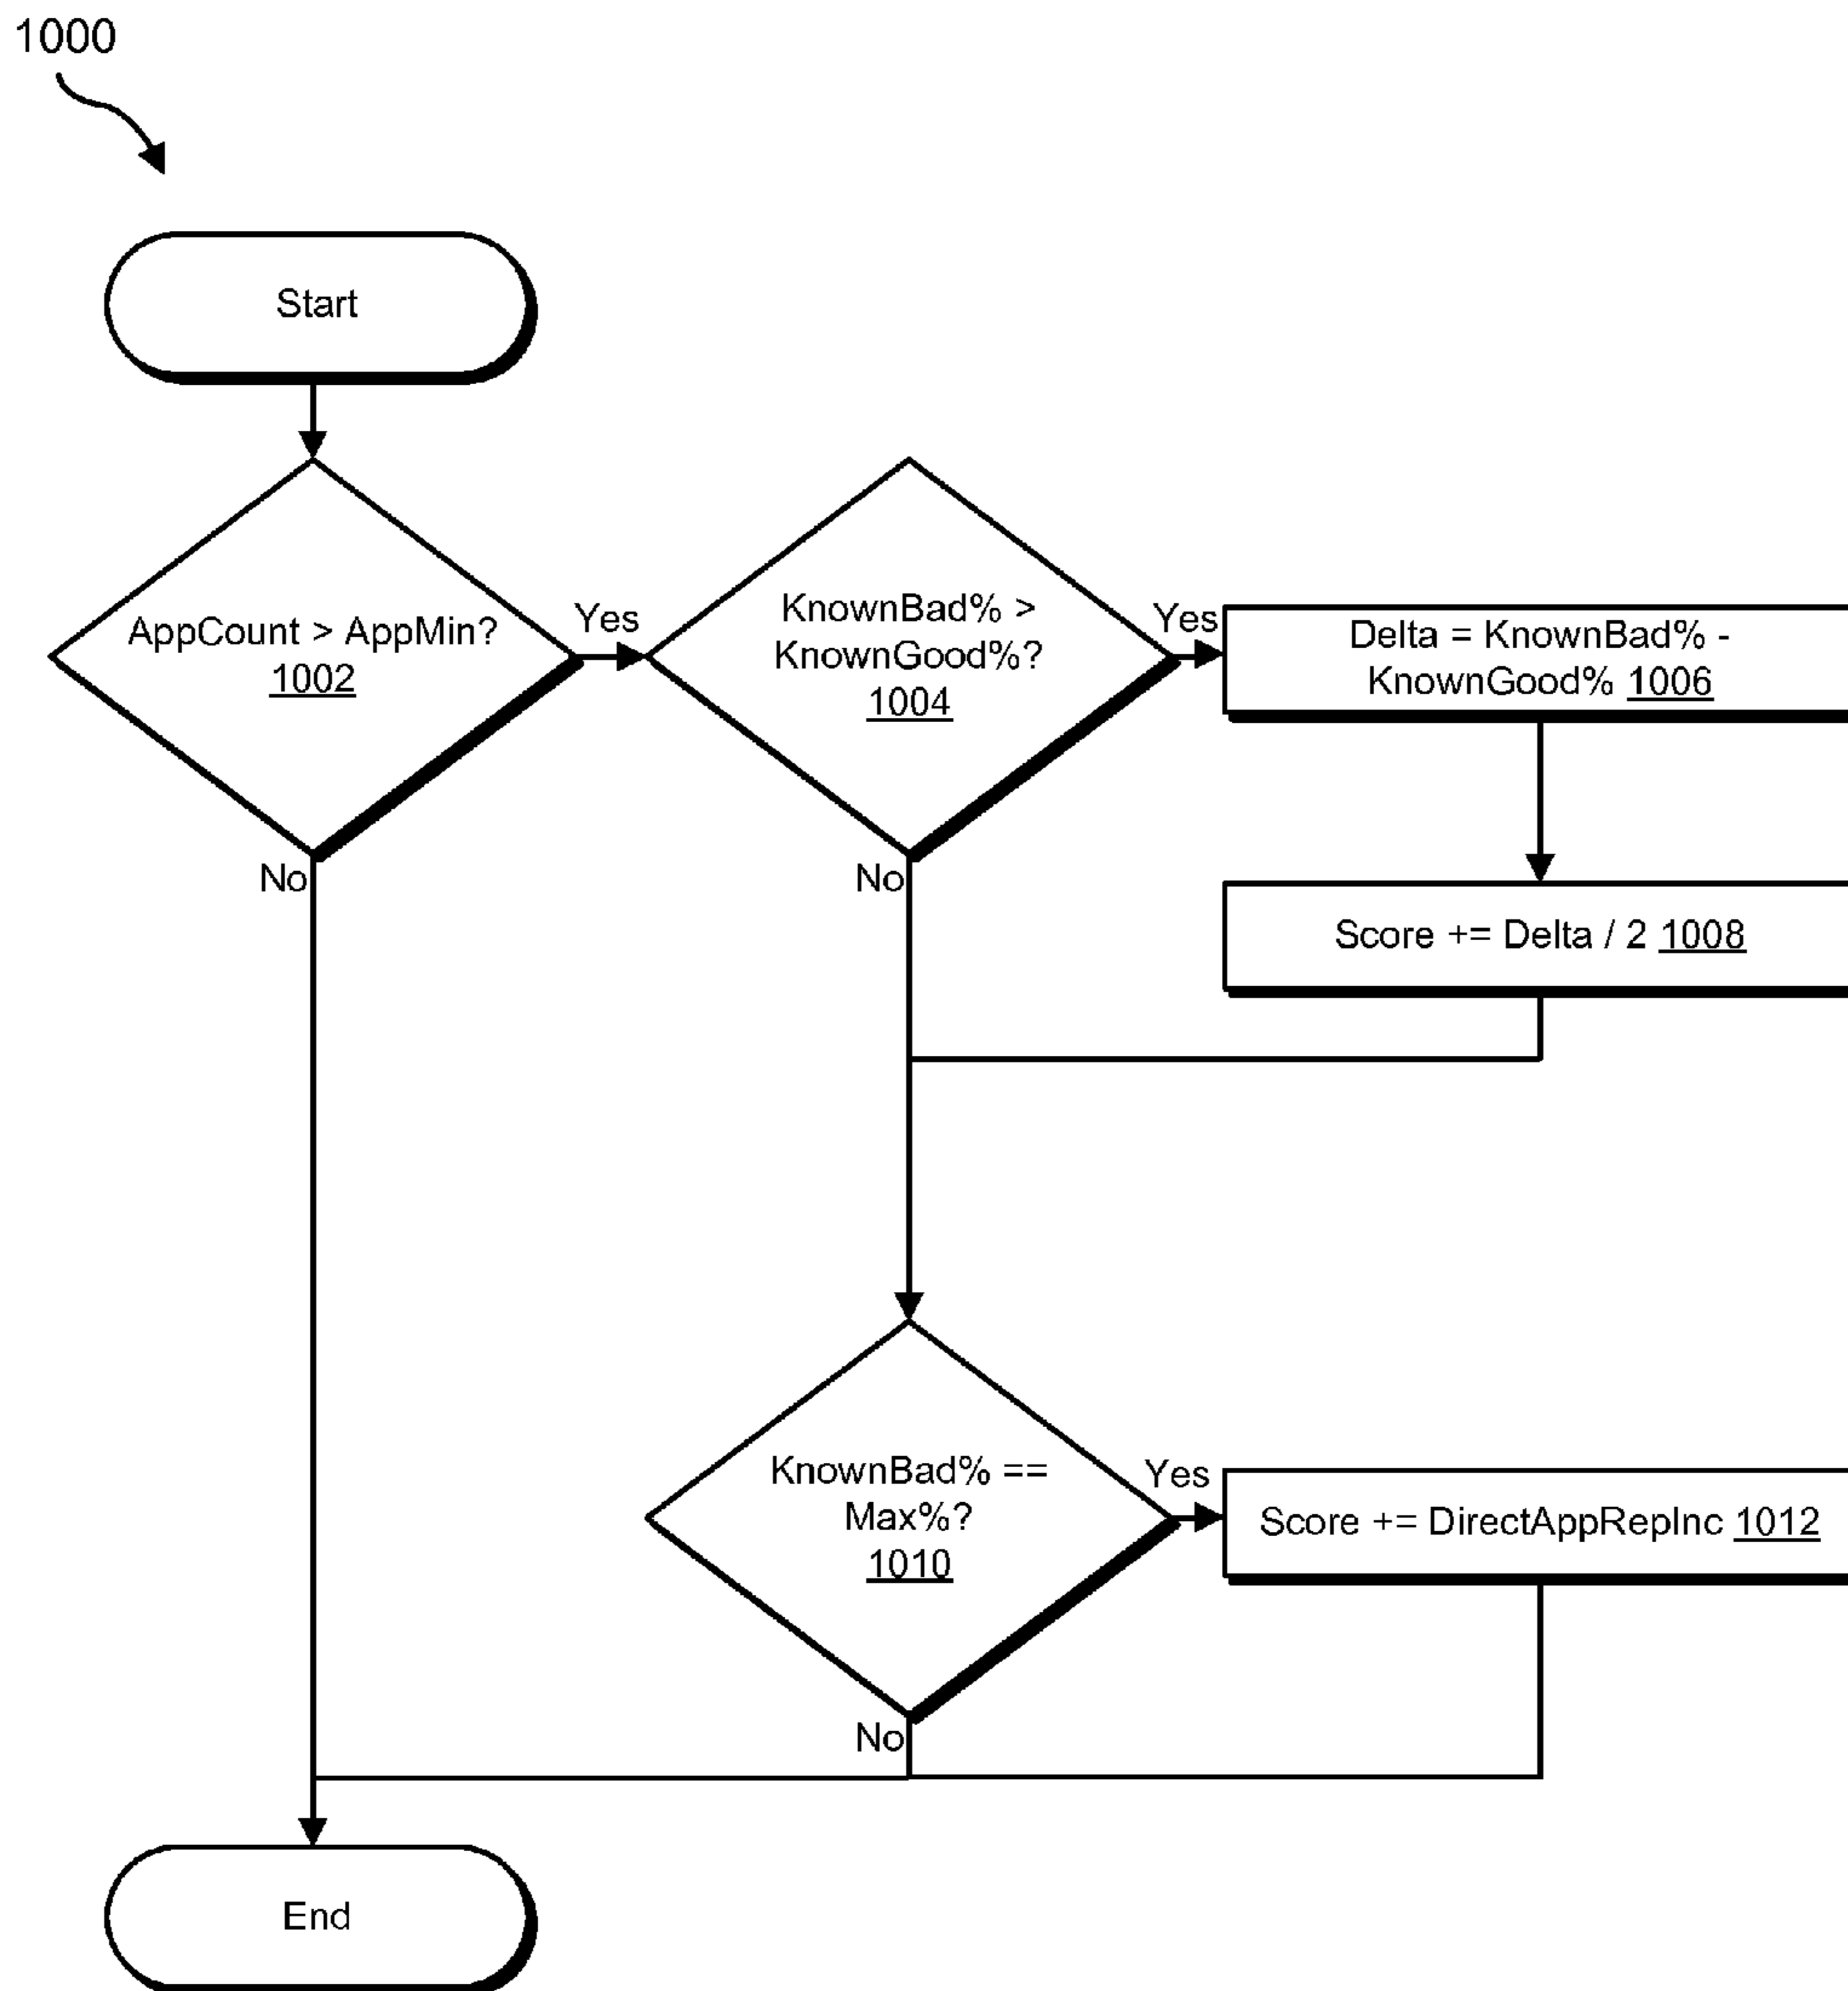 1000
Start
AppCount > AppMin?
1002
Yes
No
KnownBad% >
KnownGood%?
1004
Yes
No
Delta = KnownBad% -
KnownGood% 1006
Score += Delta / 2 1008
KnownBad% ==
Max%?
1010
Yes
No
Score += DirectAppRepInc 1012
End